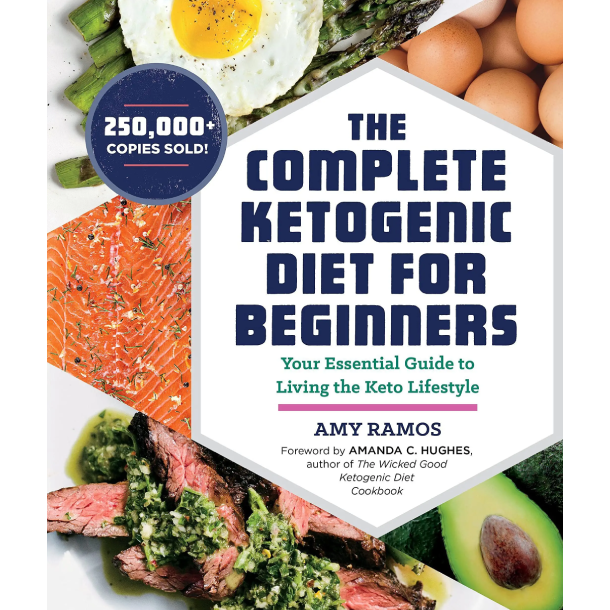 250,000+
COPIES SOLD!
THE
COMPLETE
KETOGENIC
DIET FOR
BEGINNERS
Your Essential Guide to
Living the Keto Lifestyle
AMY RAMOS
Foreword by AMANDA C. HUGHES,
author of The Wicked Good
Ketogenic Diet
Cookbook